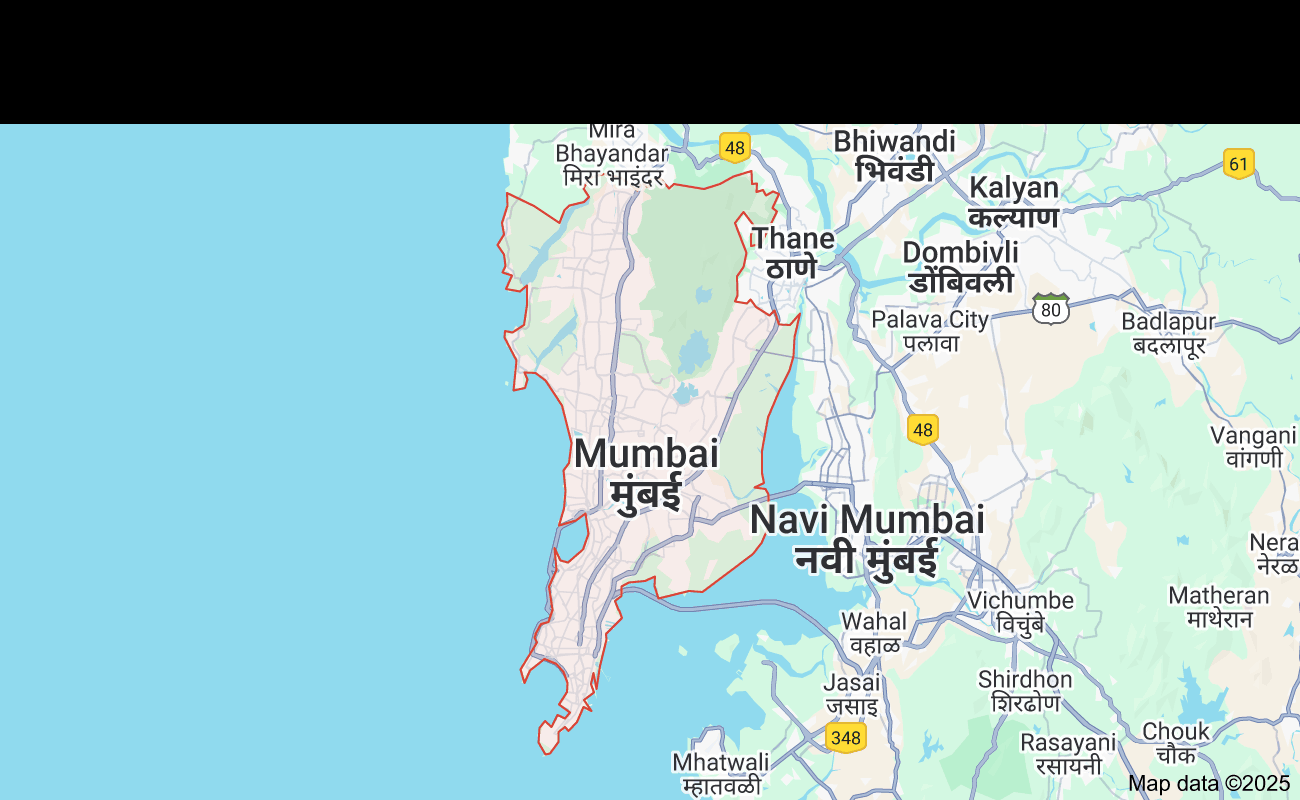 Mira
Bhayandar
मिरा भाइंदर
48
Bhiwandi
भिवंडी
61
Kalyan
कल्याण
Thane
ठाणे
Dombivli
डोंबिवली
80
Palava City
पलावा
Badlapur
बदलापूर
48
Vangani
वांगणी
Mumbai
मुंबई
Navi Mumbai
नवी मुंबई
Nera
नेरळ
Matheran
माथेरान
Vichumbe
विचुंबे
Wahal
वहाळ
Jasai
जसाइ
Shirdhon
शिरढोण
348
Rasayani
रसायनी
Chouk
चौक
Mhatwali
म्हातवळी
Map data ©2025